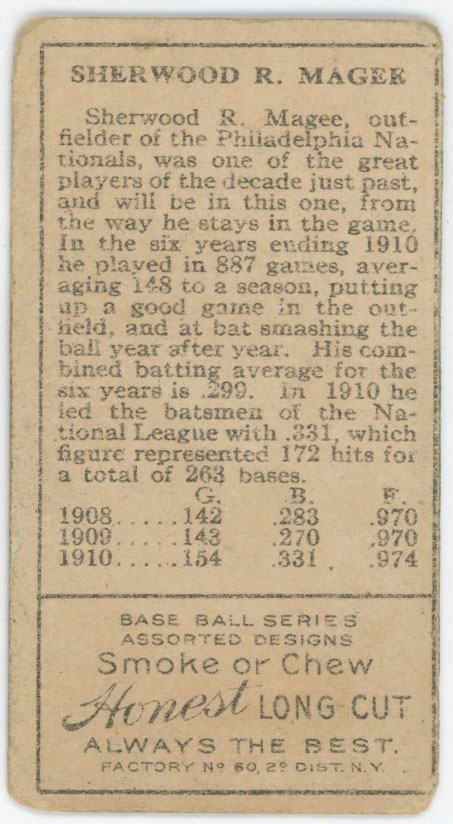 SHERWOOD R. MAGEE
Sherwood R. Magee, out-
fielder of the Philadelphia Na-
tionals, was one of the great
players of the decade just past,
and will be in this one, from
the way he stays in the game.
In the six years ending 1910
he played in 887 games, aver-
aging 148 to a season, putting
up a good game in the out-
field, and at bat smashing the
ball year after year. His com-
bined batting average for the
six years is .299. In 1910 he
led the batsmen of the Na-
tional League with .331, which
figure represented 172 hits for
a total of 263 bases.
G. B. F.
1908.....142 .283 .970
1909.....143 .270 .970
1910.....154 .331 .974
BASE BALL SERIES
ASSORTED DESIGNS
Smoke or Chew
Honest LONG CUT
ALWAYS THE BEST.
FACTORY Nº 60, 2º DIST. N.Y.